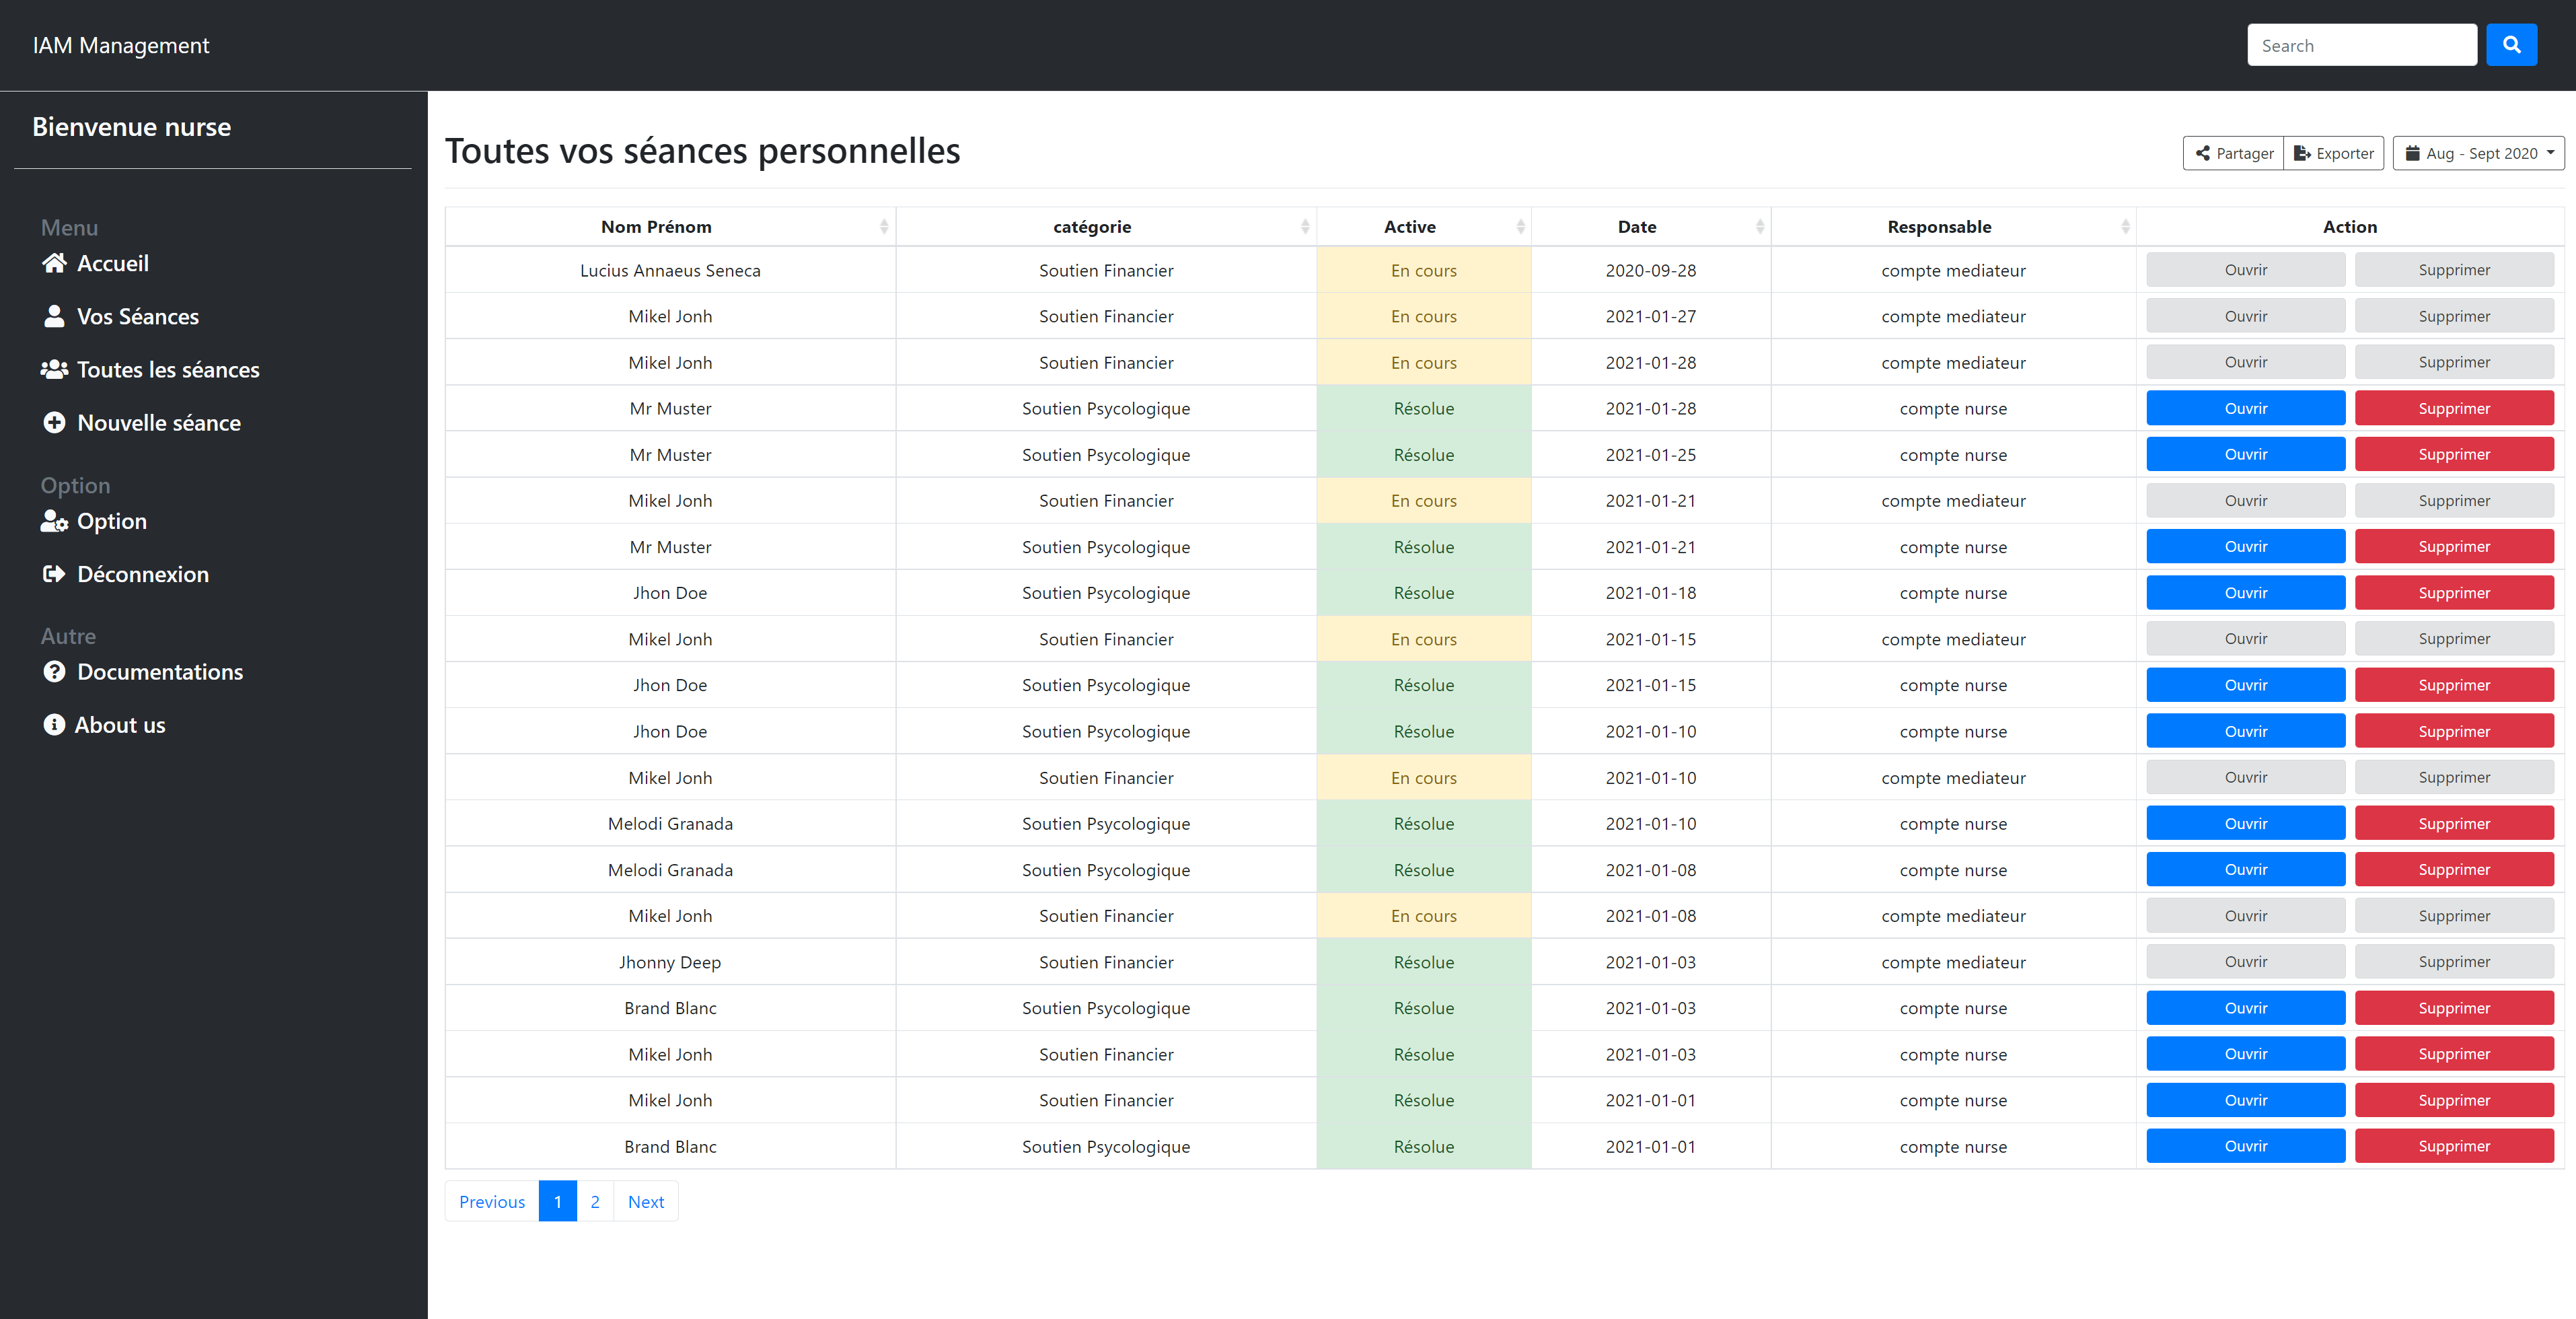 IAM Management
Search
Bienvenue nurse
Menu
Accueil
Vos Séances
Toutes les séances
Nouvelle séance
Option
Option
Déconnexion
Autre
Documentations
About us
Toutes vos séances personnelles
Partager Exporter Aug - Sept 2020
Nom Prénom catégorie Active Date Responsable Action
Lucius Annaeus Seneca Soutien Financier En cours 2020-09-28 compte mediateur Ouvrir Supprimer
Mikel Jonh Soutien Financier En cours 2021-01-27 compte mediateur Ouvrir Supprimer
Mikel Jonh Soutien Financier En cours 2021-01-28 compte mediateur Ouvrir Supprimer
Mr Muster Soutien Psycologique Résolue 2021-01-28 compte nurse Ouvrir Supprimer
Mr Muster Soutien Psycologique Résolue 2021-01-25 compte nurse Ouvrir Supprimer
Mikel Jonh Soutien Financier En cours 2021-01-21 compte mediateur Ouvrir Supprimer
Mr Muster Soutien Psycologique Résolue 2021-01-21 compte nurse Ouvrir Supprimer
Jhon Doe Soutien Psycologique Résolue 2021-01-18 compte nurse Ouvrir Supprimer
Mikel Jonh Soutien Financier En cours 2021-01-15 compte mediateur Ouvrir Supprimer
Jhon Doe Soutien Psycologique Résolue 2021-01-15 compte nurse Ouvrir Supprimer
Jhon Doe Soutien Psycologique Résolue 2021-01-10 compte nurse Ouvrir Supprimer
Mikel Jonh Soutien Financier En cours 2021-01-10 compte mediateur Ouvrir Supprimer
Melodi Granada Soutien Psycologique Résolue 2021-01-10 compte nurse Ouvrir Supprimer
Melodi Granada Soutien Psycologique Résolue 2021-01-08 compte nurse Ouvrir Supprimer
Mikel Jonh Soutien Financier En cours 2021-01-08 compte mediateur Ouvrir Supprimer
Jhonny Deep Soutien Financier Résolue 2021-01-03 compte mediateur Ouvrir Supprimer
Brand Blanc Soutien Psycologique Résolue 2021-01-03 compte nurse Ouvrir Supprimer
Mikel Jonh Soutien Financier Résolue 2021-01-03 compte nurse Ouvrir Supprimer
Mikel Jonh Soutien Financier Résolue 2021-01-01 compte nurse Ouvrir Supprimer
Brand Blanc Soutien Psycologique Résolue 2021-01-01 compte nurse Ouvrir Supprimer
Previous 1 2 Next